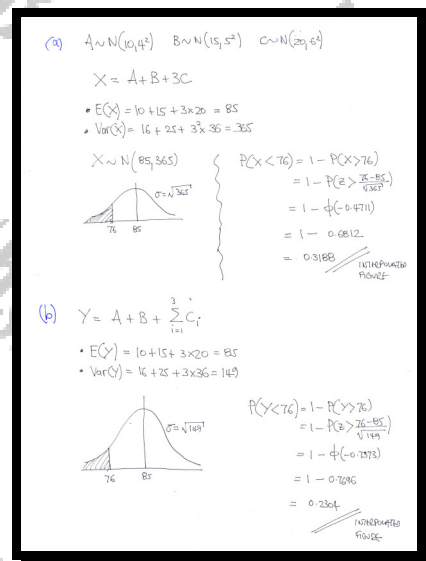 (a) A~N(10,4²) B~N(15,5²) C~N(20,6²)
X = A+B+3C
• E(X) = 10+15+3×20 = 85
• Var(X) = 16+25+3²×36 = 365
X~N(85,365)
σ=√365
76 85
P(X<76) = 1 - P(X>76)
= 1 - P(Z > 76-85/√365)
= 1 - ϕ(-0.4711)
= 1 - 0.6812
= 0.3188
INTERPOLATED
FIGURE
(b) Y = A + B + 3Σi=1 Ci
• E(Y) = 10+15+3×20 = 85
• Var(Y) = 16+25+3×36 = 149
σ=√149
76 85
P(Y<76) = 1 - P(Y>76)
= 1 - P(Z > 76-85/√149)
= 1 - ϕ(-0.7373)
= 1 - 0.7696
= 0.2304
INTERPOLATED
FIGURE